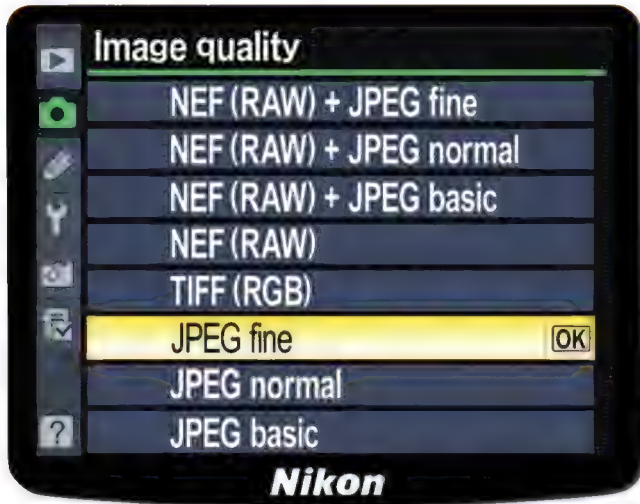 Image quality
NEF (RAW) + JPEG fine
NEF (RAW) + JPEG normal
NEF (RAW) + JPEG basic
NEF (RAW)
TIFF (RGB)
JPEG fine OK
JPEG normal
JPEG basic
?
Nikon